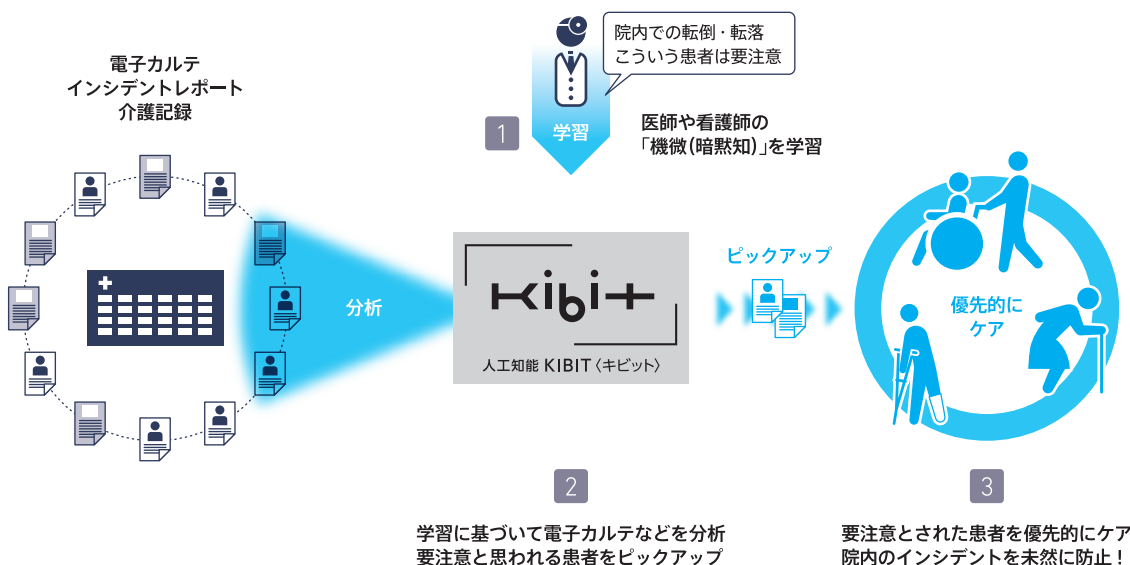 電子カルテ
インシデントレポート
介護記録
院内での転倒・転落
こういう患者は要注意
1
学習
医師や看護師の
「機微(暗黙知)」を学習
分析
kibit
人工知能 KIBIT〈キビット〉
ピックアップ
優先的に
ケア
2
学習に基づいて電子カルテなどを分析
要注意と思われる患者をピックアップ
3
要注意とされた患者を優先的にケア
院内のインシデントを未然に防止！